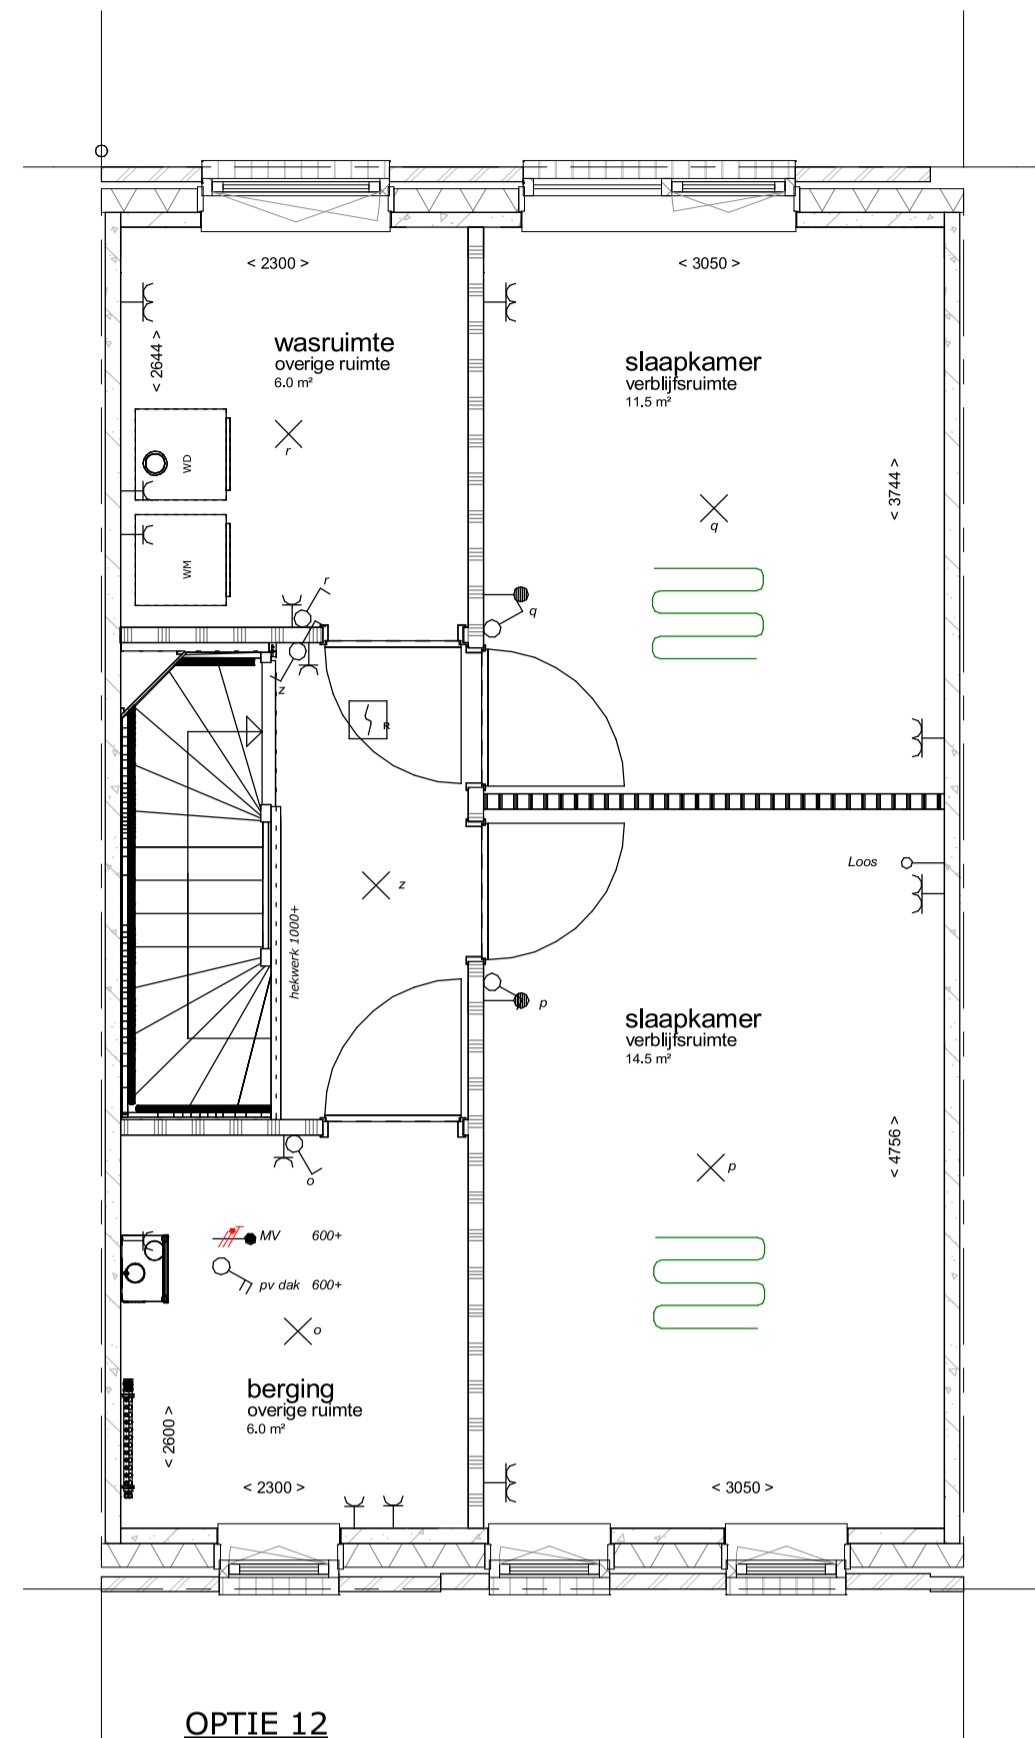 < 2300 >
< 3050 >
< 2644 >
wasruimte
overige ruimte
6.0 m²
slaapkamer
verblijfsruimte
11.5 m²
r
WD
< 3744 >
q
WM
r
q
z
R
Loos
z
hekwerk 1000+
p
slaapkamer
verblijfsruimte
14.5 m²
< 4756 >
p
o
MV 600+
pv dak 600+
o
berging
overige ruimte
6.0 m²
< 2600 >
< 2300 >
< 3050 >
OPTIE 12